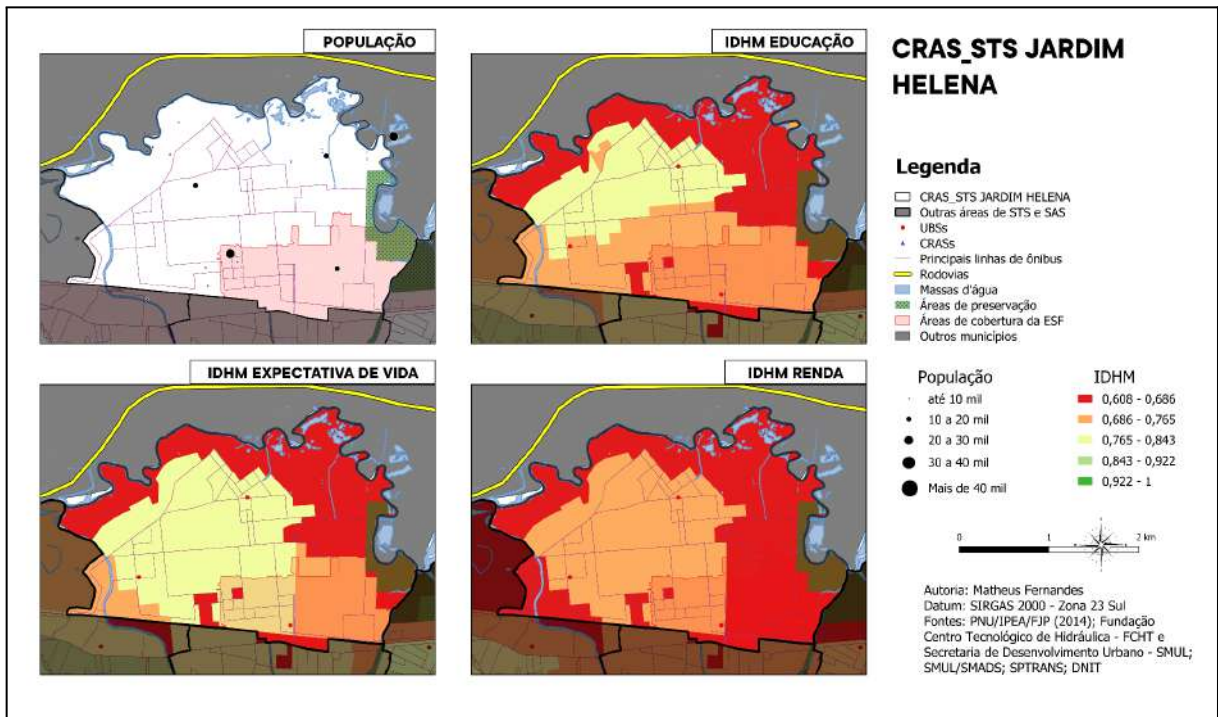 POPULAÇÃO
IDHM EDUCAÇÃO
IDHM EXPECTATIVA DE VIDA
IDHM RENDA
CRAS_STS JARDIM
HELENA
Legenda
CRAS_STS JARDIM HELENA
Outras áreas de STS e SAS
UBSs
CRASs
Principais linhas de ônibus
Rodovias
Massas d'água
Áreas de preservação
Áreas de cobertura da ESF
Outros municípios
População
até 10 mil
10 a 20 mil
20 a 30 mil
30 a 40 mil
Mais de 40 mil
IDHM
0,608 - 0,686
0,686 - 0,765
0,765 - 0,843
0,843 - 0,922
0,922 - 1
0 1 2 km
Autoria: Matheus Fernandes
Datum: SIRGAS 2000 - Zona 23 Sul
Fontes: PNU/IPEA/FJP (2014); Fundação
Centro Tecnológico de Hidráulica - FCHT e
Secretaria de Desenvolvimento Urbano - SMUL;
SMUL/SMADS; SPTRANS; DNIT